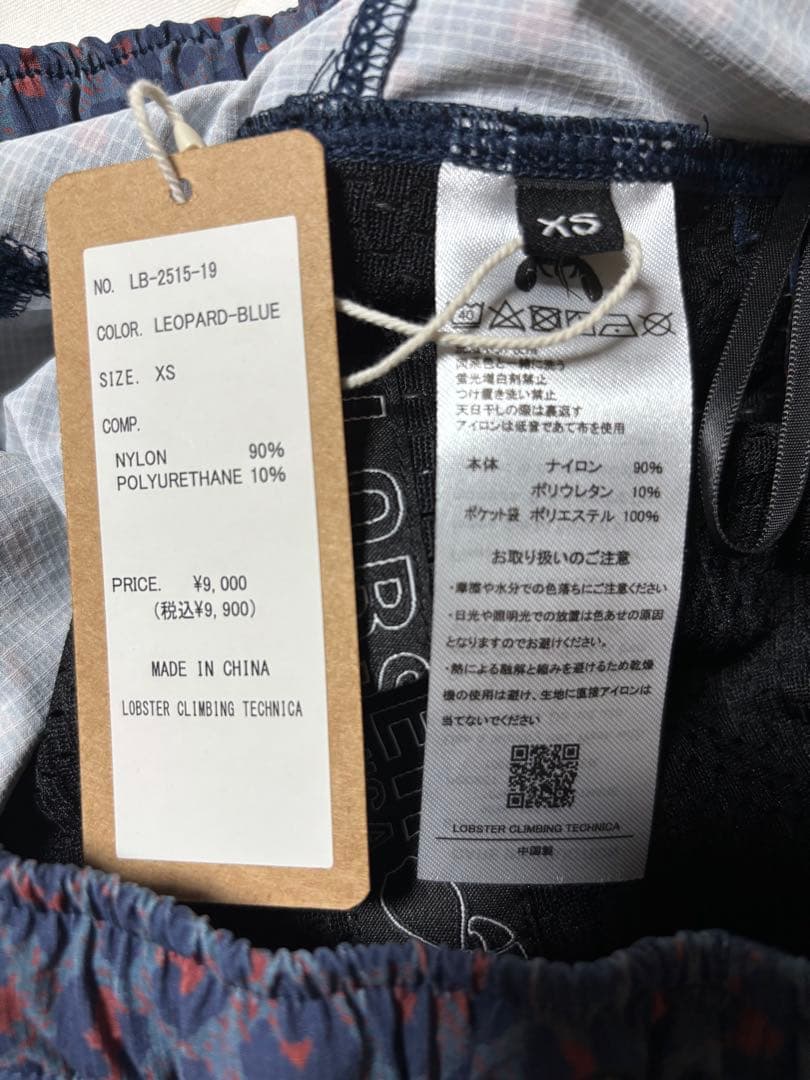 NO. LB-2515-19
COLOR. LEOPARD-BLUE
SIZE. XS
COMP.
NYLON 90%
POLYURETHANE 10%
PRICE. ¥9,000
(税込¥9,900)
MADE IN CHINA
LOBSTER CLIMBING TECHNICA
XS
40
蛍光増白剤禁止
つけ置き洗い禁止
天日干しの際は裏返す
アイロンは低音であて布を使用
本体 ナイロン 90%
ポリウレタン 10%
ポケット袋 ポリエステル 100%
お取り扱いのご注意
・摩擦や水分での色落ちにご注意ください
・日光や照明光での放置は色あせの原因
となりますのでお避けください。
・熱による融解と縮みを避けるため乾燥
機の使用は避け、生地に直接アイロンは
当てないでください
LOBSTER CLIMBING TECHNICA
中国製